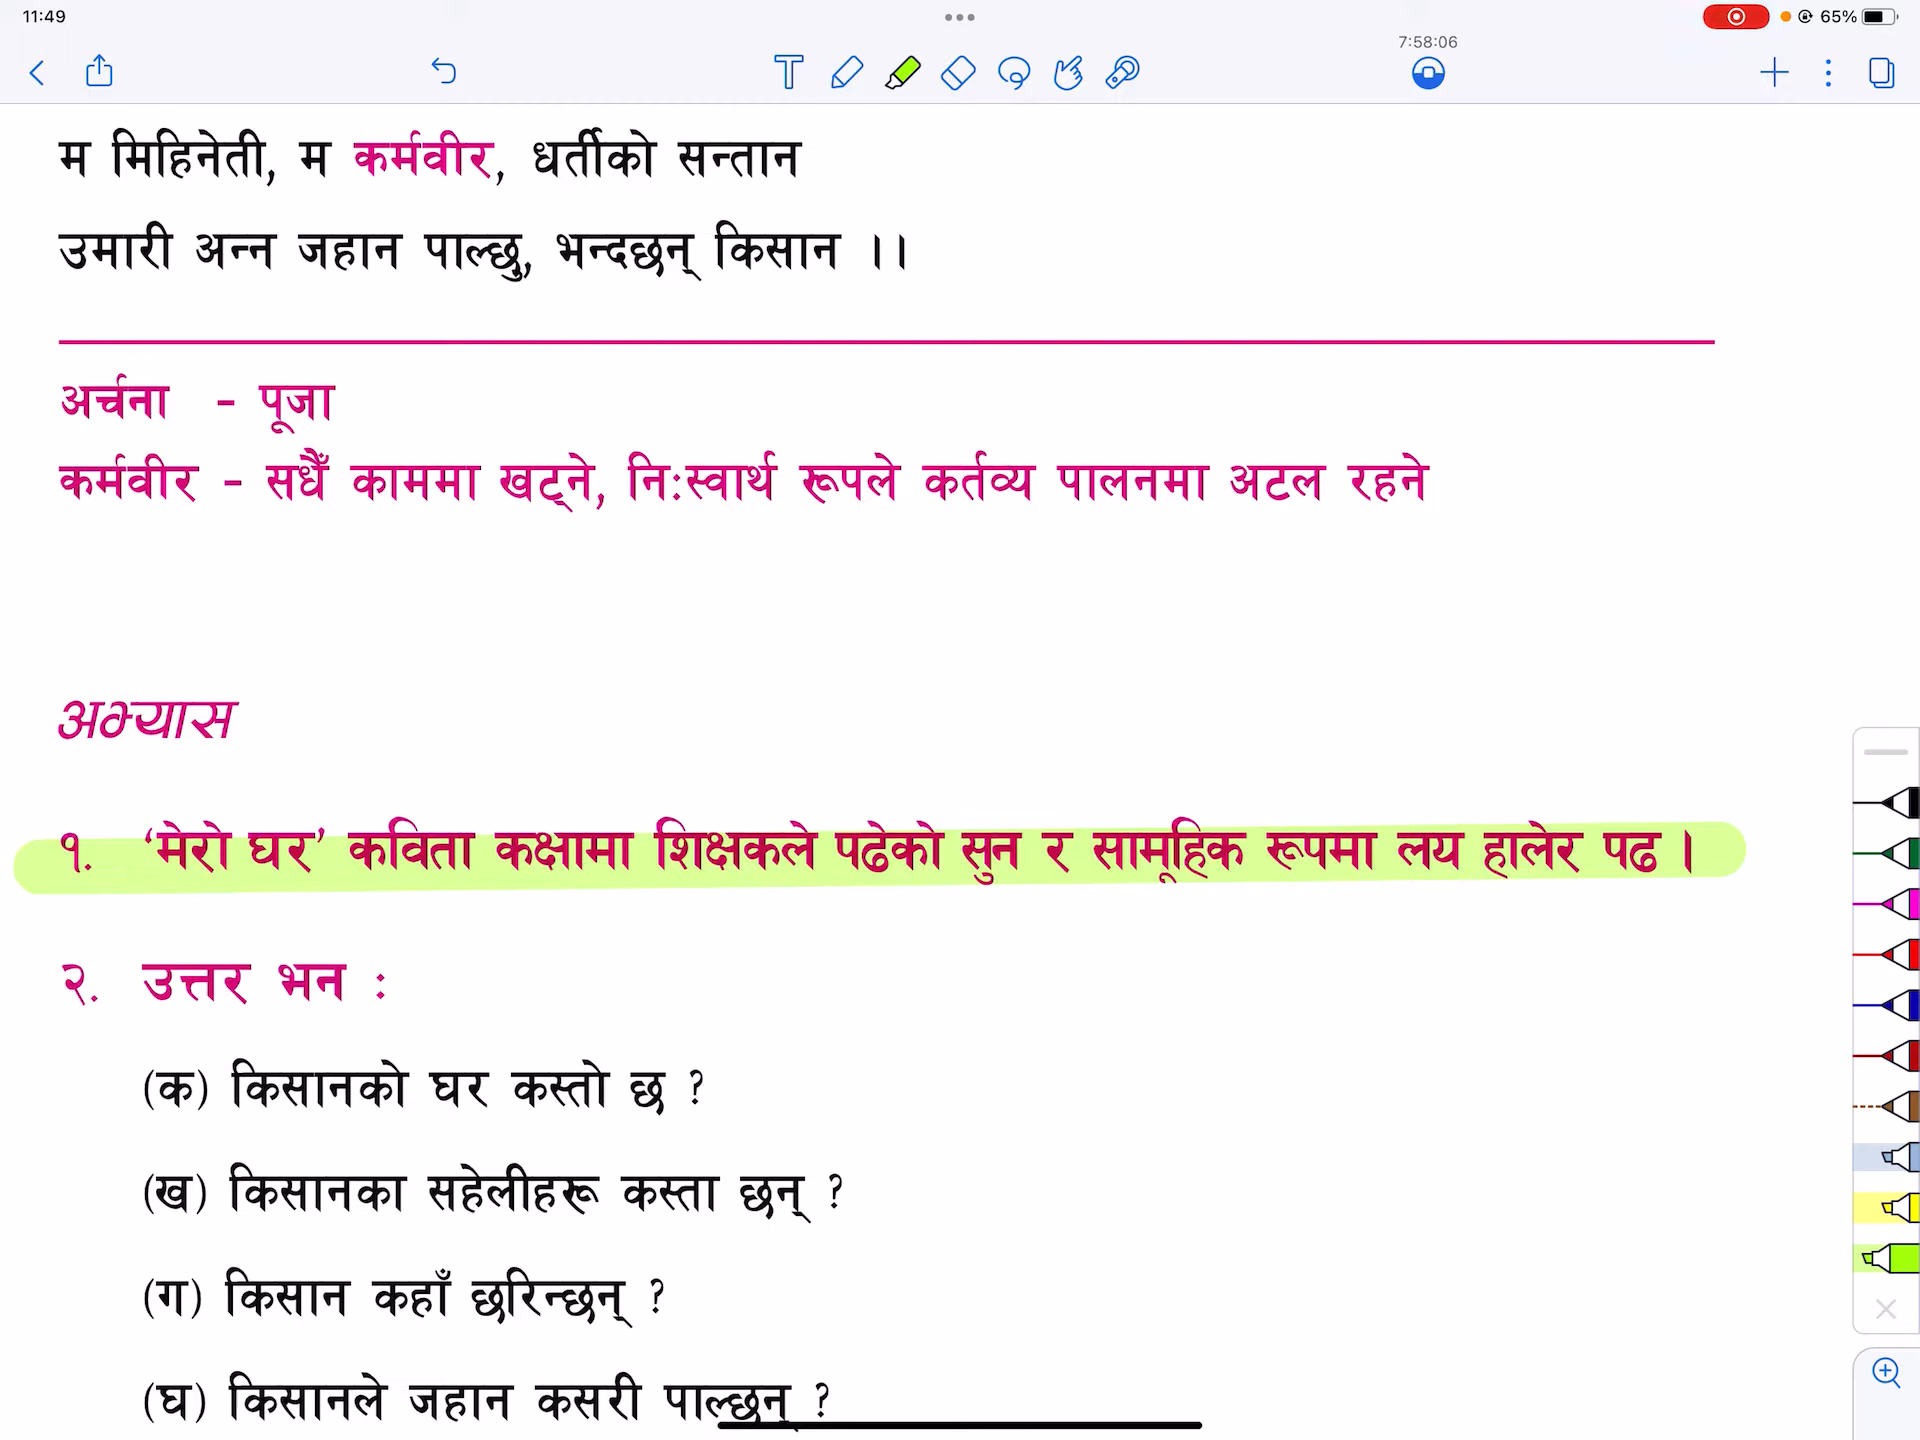 11:49
65%
7:58:06
म मिहिनेती, म कर्मवीर, धर्तीको सन्तान
उमारी अन्न जहान पाल्छु, भन्दछन् किसान ।।
अर्चना - पूजा
कर्मवीर - सधैँ काममा खट्ने, निःस्वार्थ रूपले कर्तव्य पालनमा अटल रहने
अभ्यास
१. ‘मेरो घर’ कविता कक्षामा शिक्षकले पढेको सुन र सामूहिक रूपमा लय हालेर पढ ।
२. उत्तर भन :
(क) किसानको घर कस्तो छ ?
(ख) किसानका सहेलीहरू कस्ता छन् ?
(ग) किसान कहाँ छरिन्छन् ?
(घ) किसानले जहान कसरी पाल्छन् ?